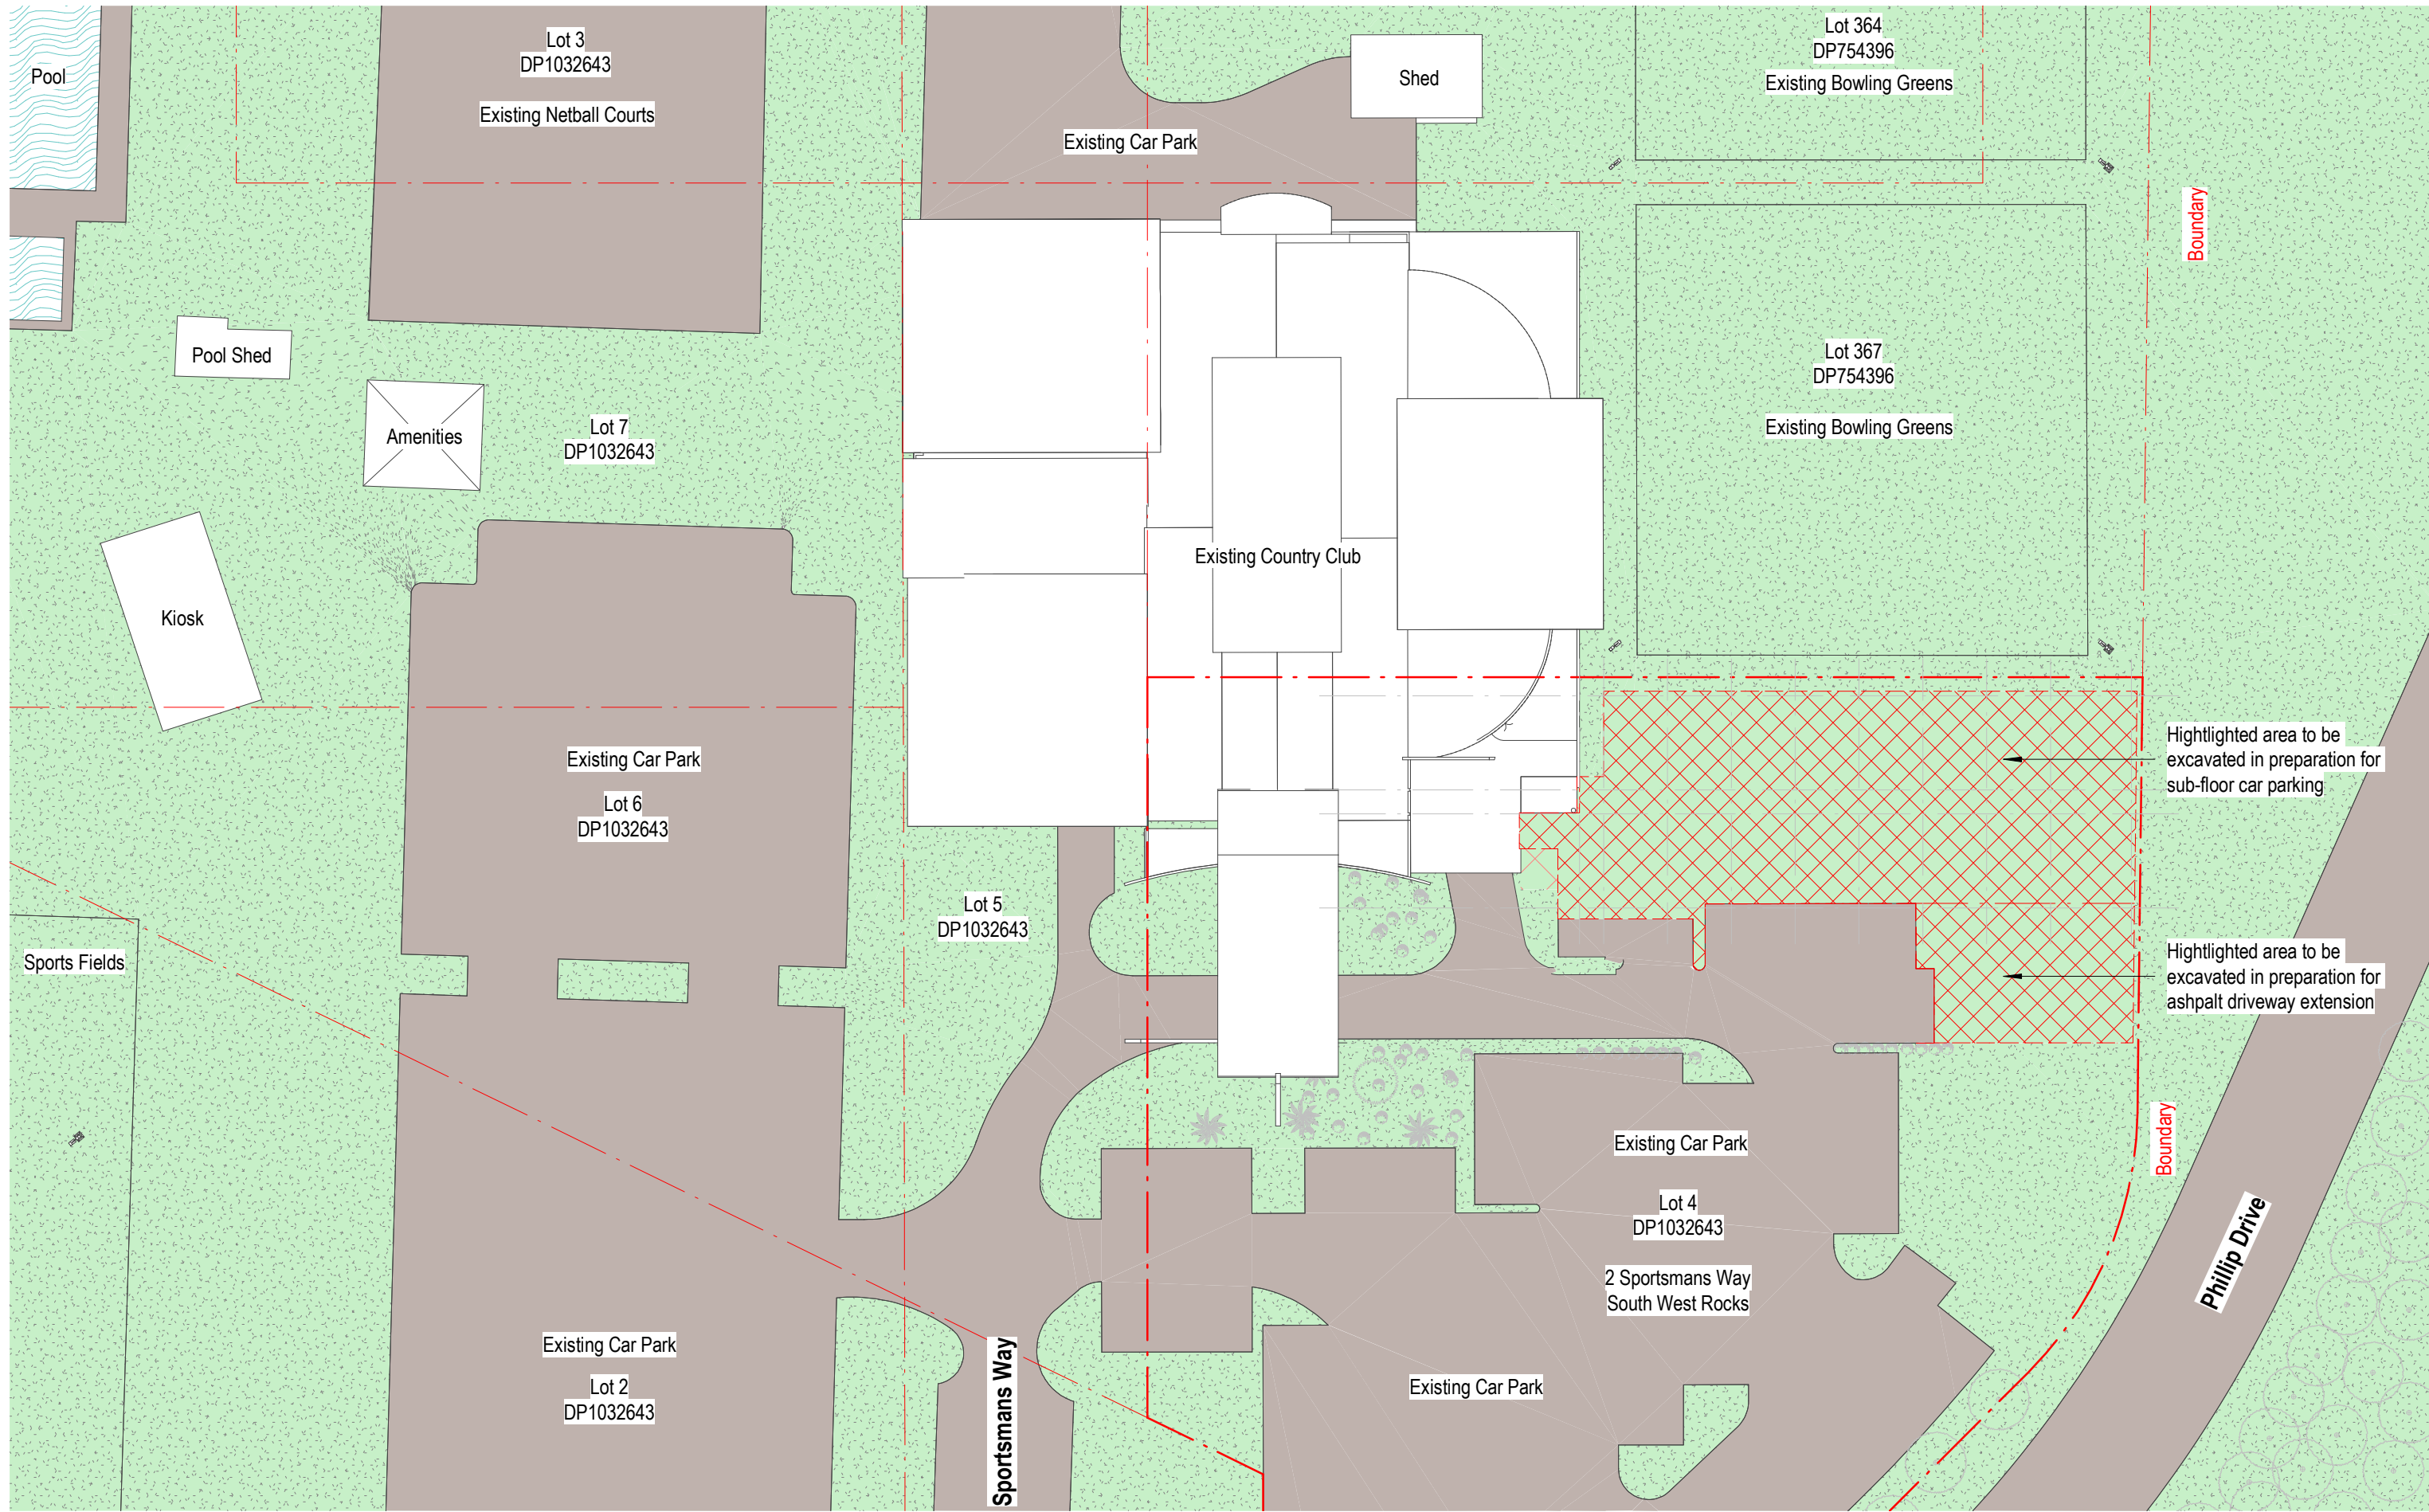 Pool
Lot 3
DP1032643
Existing Netball Courts
Existing Car Park
Shed
Lot 364
DP754396
Existing Bowling Greens
Boundary
Pool Shed
Amenities
Lot 7
DP1032643
Lot 367
DP754396
Existing Bowling Greens
Kiosk
Existing Country Club
Existing Car Park
Lot 6
DP1032643
Hightlighted area to be
excavated in preparation for
sub-floor car parking
Sports Fields
Lot 5
DP1032643
Hightlighted area to be
excavated in preparation for
ashpalt driveway extension
Boundary
Existing Car Park
Lot 4
DP1032643
2 Sportsmans Way
South West Rocks
Phillip Drive
Existing Car Park
Lot 2
DP1032643
Sportsmans Way
Existing Car Park